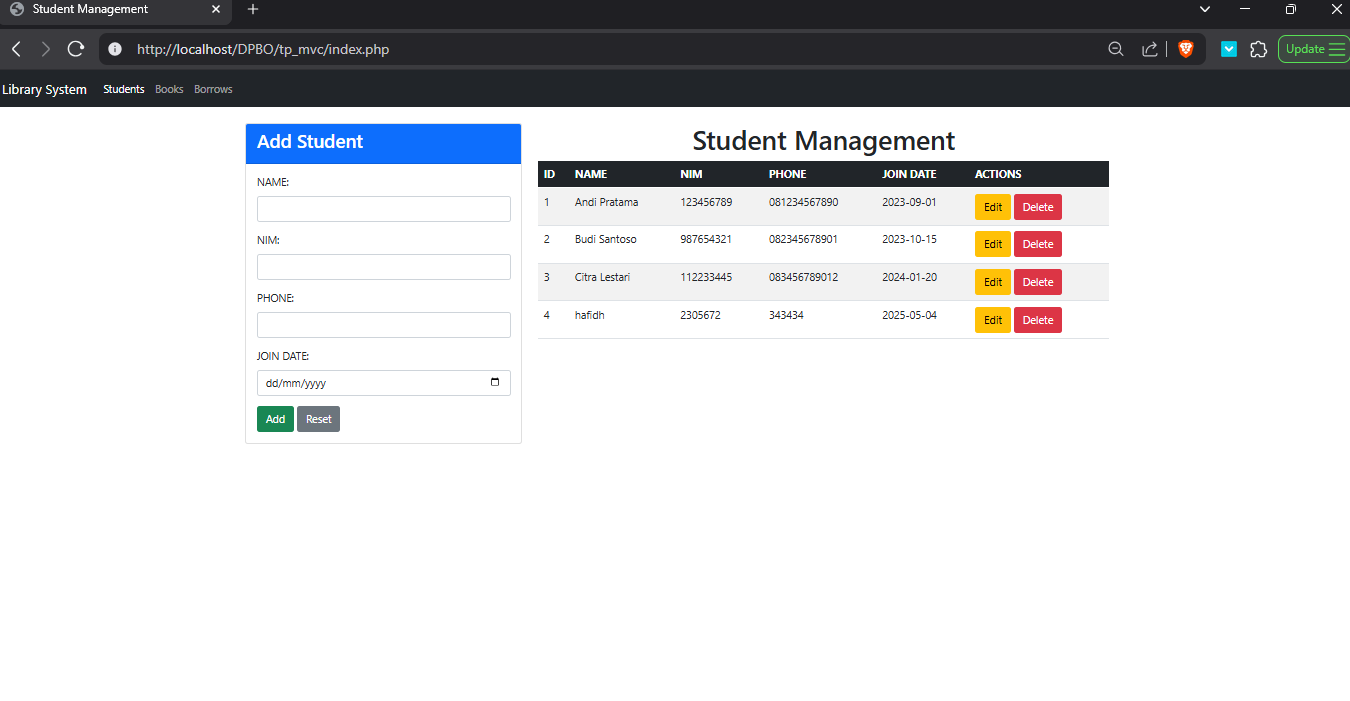 Student Management
http://localhost/DPBO/tp_mvc/index.php
Update
Library System Students Books Borrows
Add Student
NAME:
NIM:
PHONE:
JOIN DATE:
dd/mm/yyyy
Add Reset
Student Management
ID NAME NIM PHONE JOIN DATE ACTIONS
1 Andi Pratama 123456789 081234567890 2023-09-01 Edit Delete
2 Budi Santoso 987654321 082345678901 2023-10-15 Edit Delete
3 Citra Lestari 112233445 083456789012 2024-01-20 Edit Delete
4 hafidh 2305672 343434 2025-05-04 Edit Delete